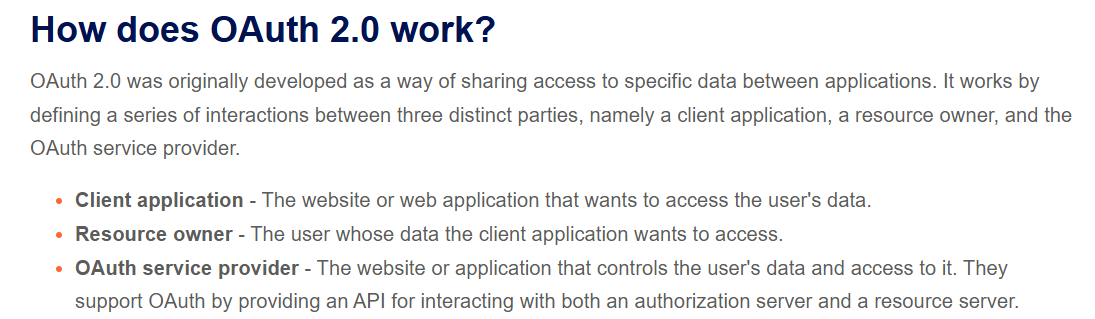 How does OAuth 2.0 work?
OAuth 2.0 was originally developed as a way of sharing access to specific data between applications. It works by
defining a series of interactions between three distinct parties, namely a client application, a resource owner, and the
OAuth service provider.
• Client application - The website or web application that wants to access the user's data.
• Resource owner - The user whose data the client application wants to access.
• OAuth service provider - The website or application that controls the user's data and access to it. They
support OAuth by providing an API for interacting with both an authorization server and a resource server.